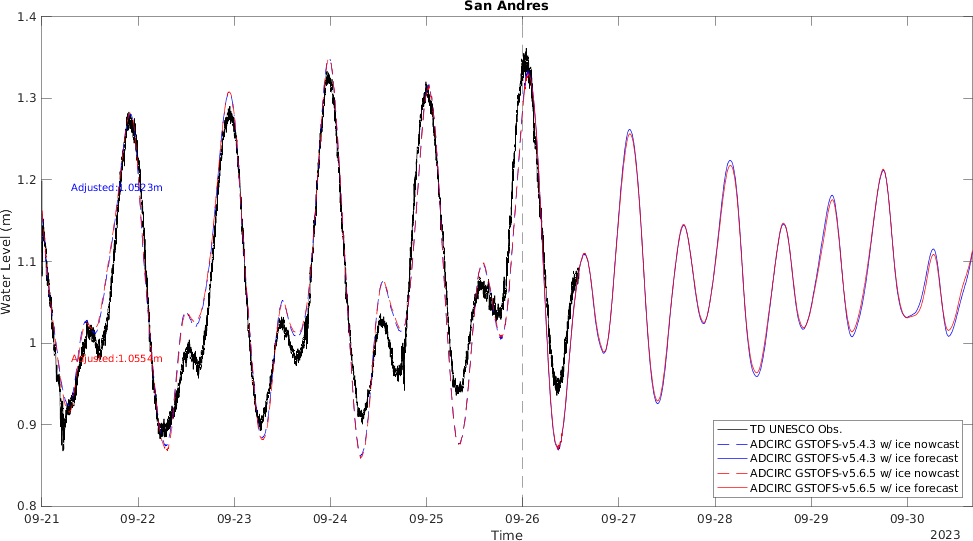 San Andres
1.4
1.3
1.2
1.1
1
0.9
0.8
Water Level (m)
Adjusted:1.0523m
Adjusted:1.0554m
TD UNESCO Obs.
ADCIRC GSTOFS-v5.4.3 w/ ice nowcast
ADCIRC GSTOFS-v5.4.3 w/ ice forecast
ADCIRC GSTOFS-v5.6.5 w/ ice nowcast
ADCIRC GSTOFS-v5.6.5 w/ ice forecast
09-21 09-22 09-23 09-24 09-25 09-26 09-27 09-28 09-29 09-30
Time
2023